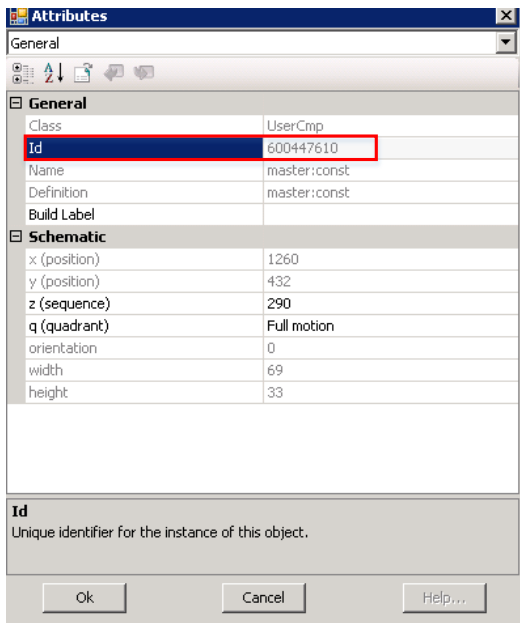 Attributes
General
General
Class UserCmp
Id 600447610
Name master:const
Definition master:const
Build Label
Schematic
x (position) 1260
y (position) 432
z (sequence) 290
q (quadrant) Full motion
orientation 0
width 69
height 33
Id
Unique identifier for the instance of this object.
Ok Cancel Help...